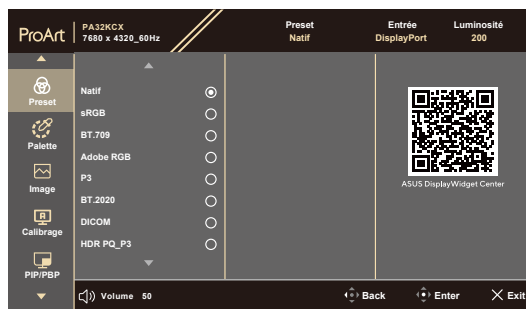 ProArt
PA32KCX
7680 x 4320_60Hz
Preset
Natif
Entrée
DisplayPort
Luminosité
200
Preset
Palette
Image
Calibrage
PIP/PBP
Natif
sRGB
BT.709
Adobe RGB
P3
BT.2020
DICOM
HDR PQ_P3
ASUS DisplayWidget Center
Volume 50
Back
Enter
Exit